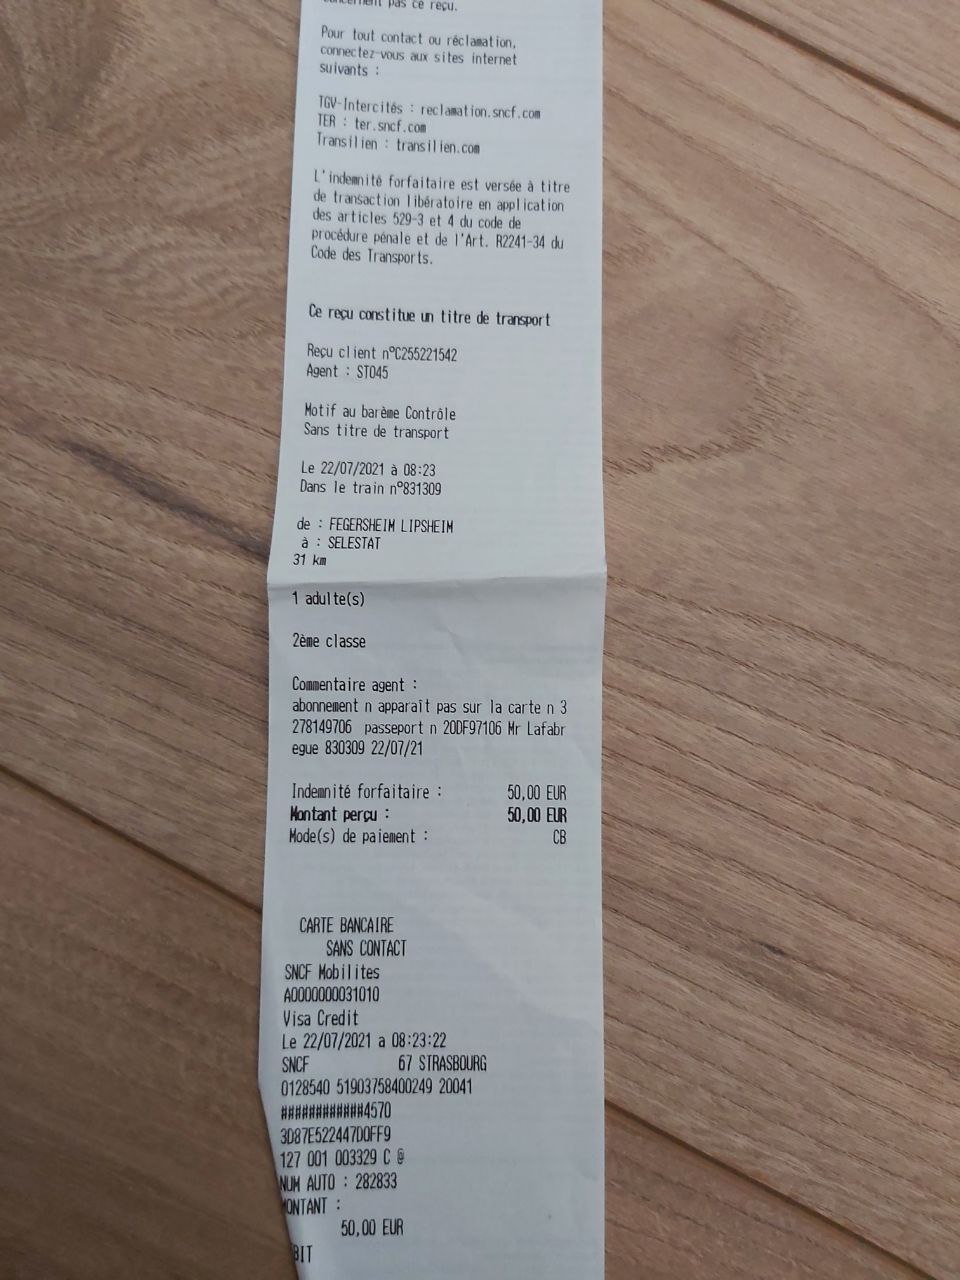 concernent pas ce reçu.
Pour tout contact ou réclamation,
connectez-vous aux sites internet
suivants :
TGV-Intercités : reclamation.sncf.com
TER : ter.sncf.com
Transilien : transilien.com
L'indemnité forfaitaire est versée à titre
de transaction libératoire en application
des articles 529-3 et 4 du code de
procédure pénale et de l'Art. R2241-34 du
Code des Transports.
Ce reçu constitue un titre de transport
Reçu client n°C255221542
Agent : ST045
Motif au barème Contrôle
Sans titre de transport
Le 22/07/2021 à 08:23
Dans le train n°831309
de : FEGERSHEIM LIPSHEIM
à : SELESTAT
31 km
1 adulte(s)
2ème classe
Commentaire agent :
abonnement n apparaît pas sur la carte n 3
278149706 passeport n 20DF97106 Mr Lafabr
egue 830309 22/07/21
Indemnité forfaitaire : 50,00 EUR
Montant perçu : 50,00 EUR
Mode(s) de paiement : CB
CARTE BANCAIRE
SANS CONTACT
SNCF Mobilites
A0000000031010
Visa Credit
Le 22/07/2021 a 08:23:22
SNCF 67 STRASBOURG
0128540 51903758400249 20041
############4570
3D87E522447D0FF9
127 001 003329 C @
NUM AUTO : 282833
MONTANT :
50,00 EUR
BIT